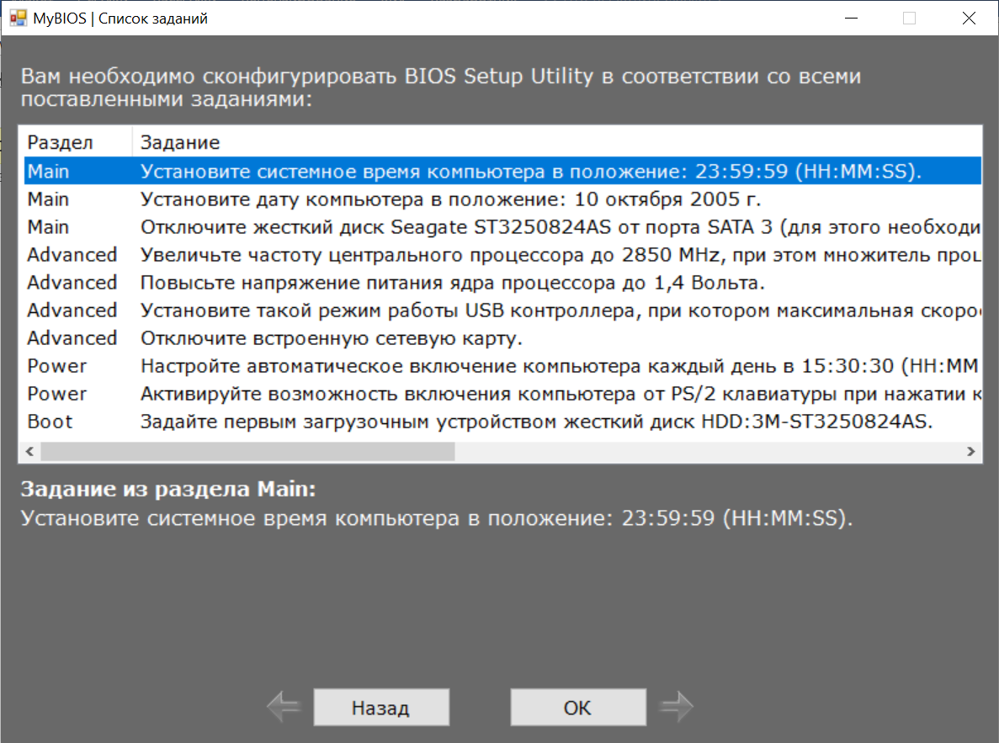 MyBIOS | Список заданий
Вам необходимо сконфигурировать BIOS Setup Utility в соответствии со всеми
поставленными заданиями:
Раздел Задание
Main Установите системное время компьютера в положение: 23:59:59 (HH:MM:SS).
Main Установите дату компьютера в положение: 10 октября 2005 г.
Main Отключите жесткий диск Seagate ST3250824AS от порта SATA 3 (для этого необходи
Advanced Увеличьте частоту центрального процессора до 2850 MHz, при этом множитель проц
Advanced Повысьте напряжение питания ядра процессора до 1,4 Вольта.
Advanced Установите такой режим работы USB контроллера, при котором максимальная скоро
Advanced Отключите встроенную сетевую карту.
Power Настройте автоматическое включение компьютера каждый день в 15:30:30 (HH:MM
Power Активируйте возможность включения компьютера от PS/2 клавиатуры при нажатии к
Boot Задайте первым загрузочным устройством жесткий диск HDD:3M-ST3250824AS.
Задание из раздела Main:
Установите системное время компьютера в положение: 23:59:59 (HH:MM:SS).
Назад OK